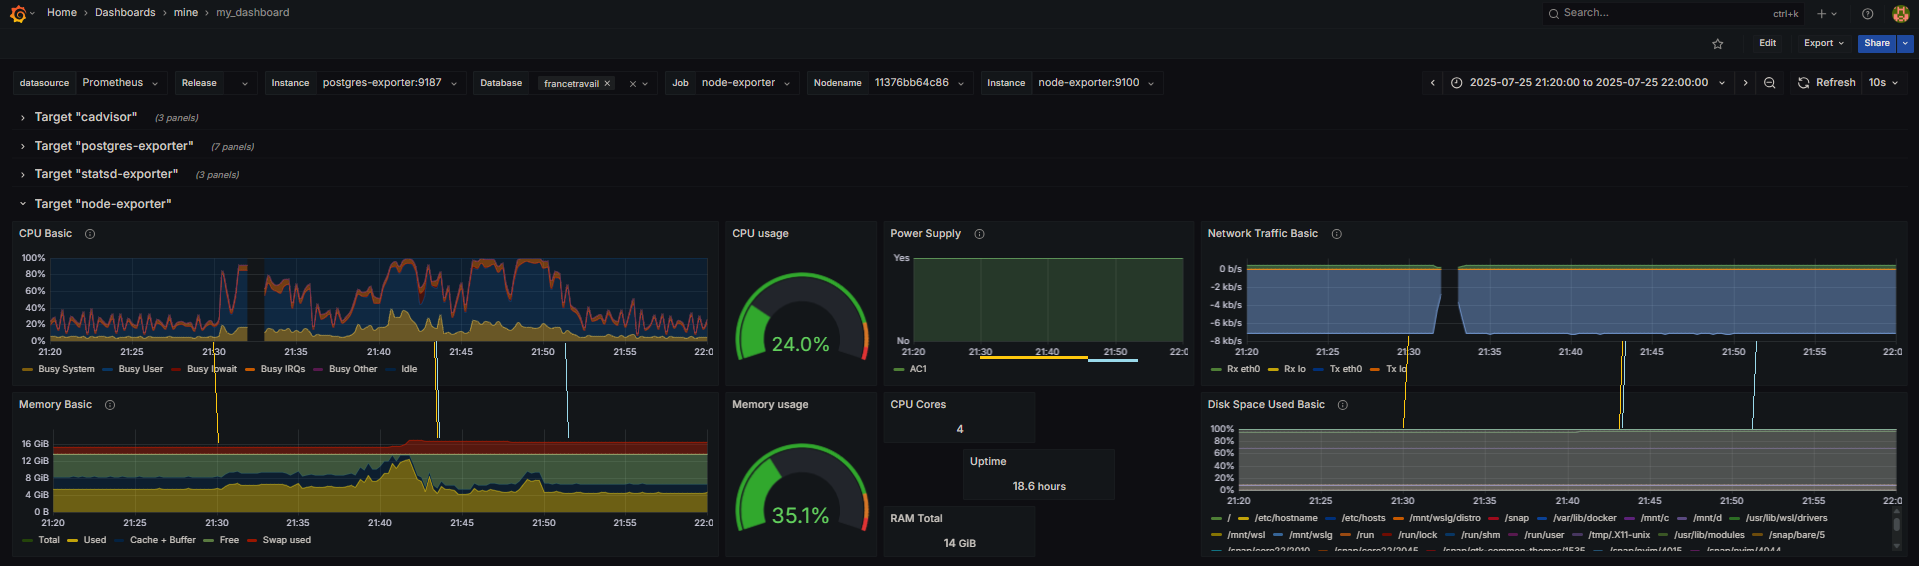 Home › Dashboards › mine › my_dashboard
Search... ctrl+k
Edit Export Share
datasource Prometheus Release Instance postgres-exporter:9187 Database francetravail × × Job node-exporter Nodename 11376bb64c86 Instance node-exporter:9100 2025-07-25 21:20:00 to 2025-07-25 22:00:00 Refresh 10s
Target "cadvisor" (3 panels)
Target "postgres-exporter" (7 panels)
Target "statsd-exporter" (3 panels)
Target "node-exporter"
CPU Basic
100%
80%
60%
40%
20%
0%
21:20 21:25 21:30 21:35 21:40 21:45 21:50 21:55 22:0
Busy System Busy User Busy Iowait Busy IRQs Busy Other Idle
CPU usage
24.0%
Power Supply
Yes
No
21:20 21:30 21:40 21:50 22:0
AC1
Network Traffic Basic
0 b/s
-2 kb/s
-4 kb/s
-6 kb/s
-8 kb/s
21:20 21:25 21:30 21:35 21:40 21:45 21:50 21:55 22:0
Rx eth0 Rx lo Tx eth0 Tx lo
Memory Basic
16 GiB
12 GiB
8 GiB
4 GiB
0 B
21:20 21:25 21:30 21:35 21:40 21:45 21:50 21:55 22:0
Total Used Cache + Buffer Free Swap used
Memory usage
35.1%
CPU Cores
4
Uptime
18.6 hours
RAM Total
14 GiB
Disk Space Used Basic
100%
80%
60%
40%
20%
0%
21:20 21:25 21:30 21:35 21:40 21:45 21:50 21:55 22:0
/ /etc/hostname /etc/hosts /mnt/wslg/distro /snap /var/lib/docker /mnt/c /mnt/d /usr/lib/wsl/drivers
/mnt/wsl /mnt/wslg /run /run/lock /run/shm /run/user /tmp/.X11-unix /usr/lib/modules /snap/bare/5